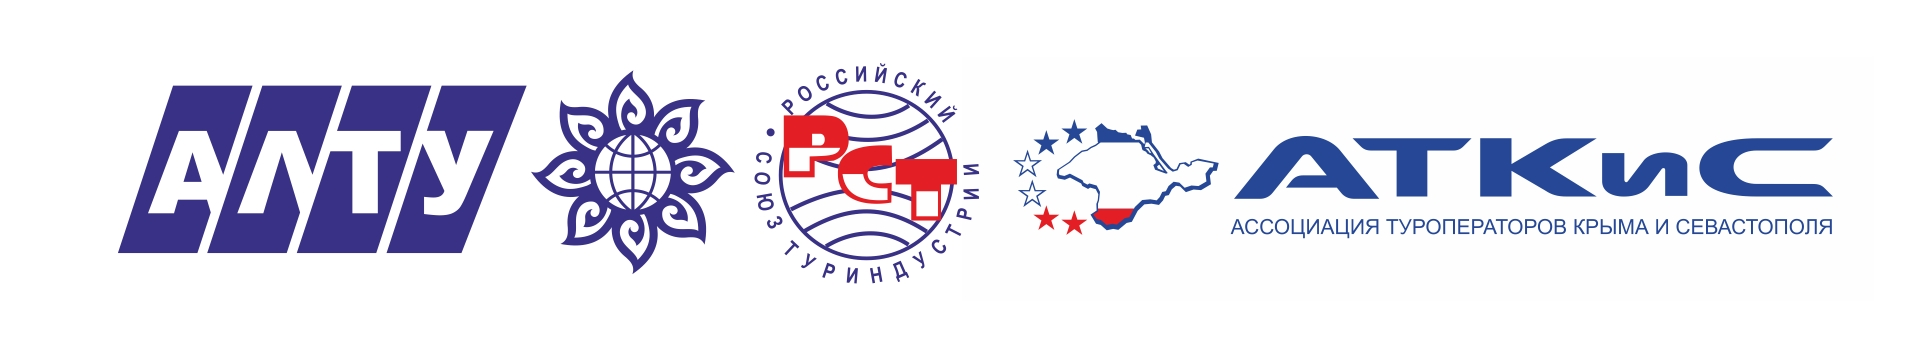 АЛТУ
РОССИЙСКИЙ
СОЮЗ ТУРИНДУСТРИИ
РСТ
АТКиС
АССОЦИАЦИЯ ТУРОПЕРАТОРОВ КРЫМА И СЕВАСТОПОЛЯ